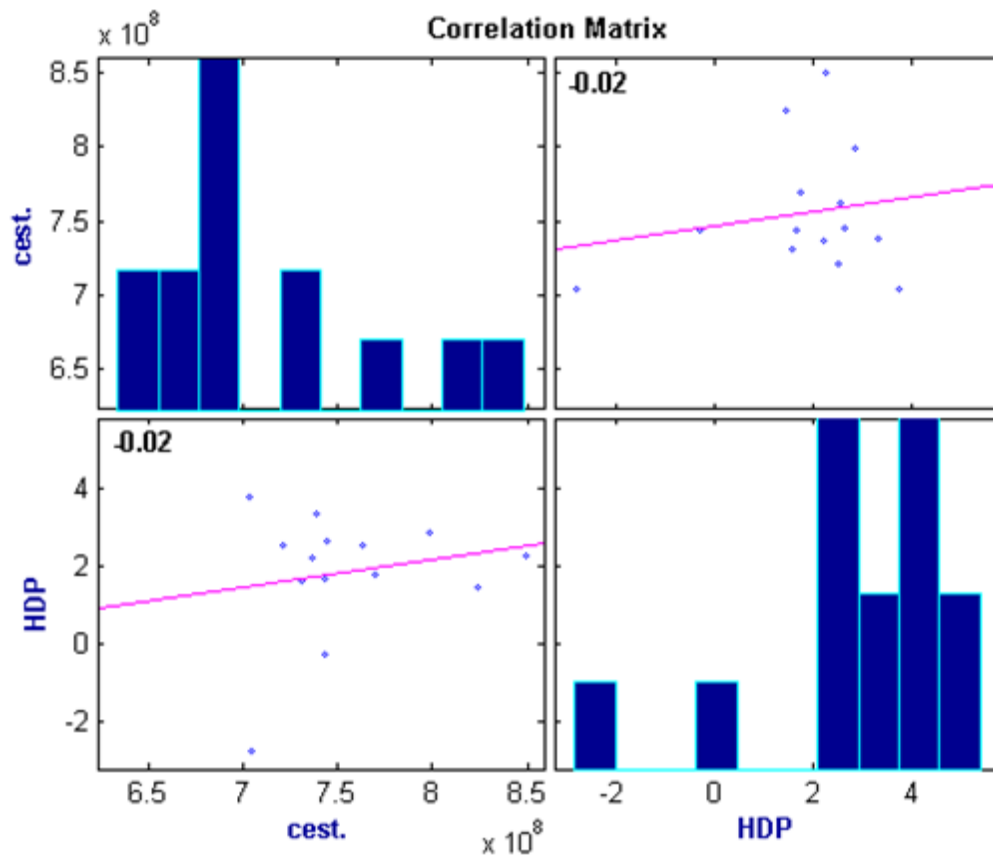 x 10^8
Correlation Matrix
8.5
8
7.5
7
6.5
cest.
-0.02
-0.02
4
2
0
-2
HDP
6.5 7 7.5 8 8.5
cest.
x 10^8
-2 0 2 4
HDP